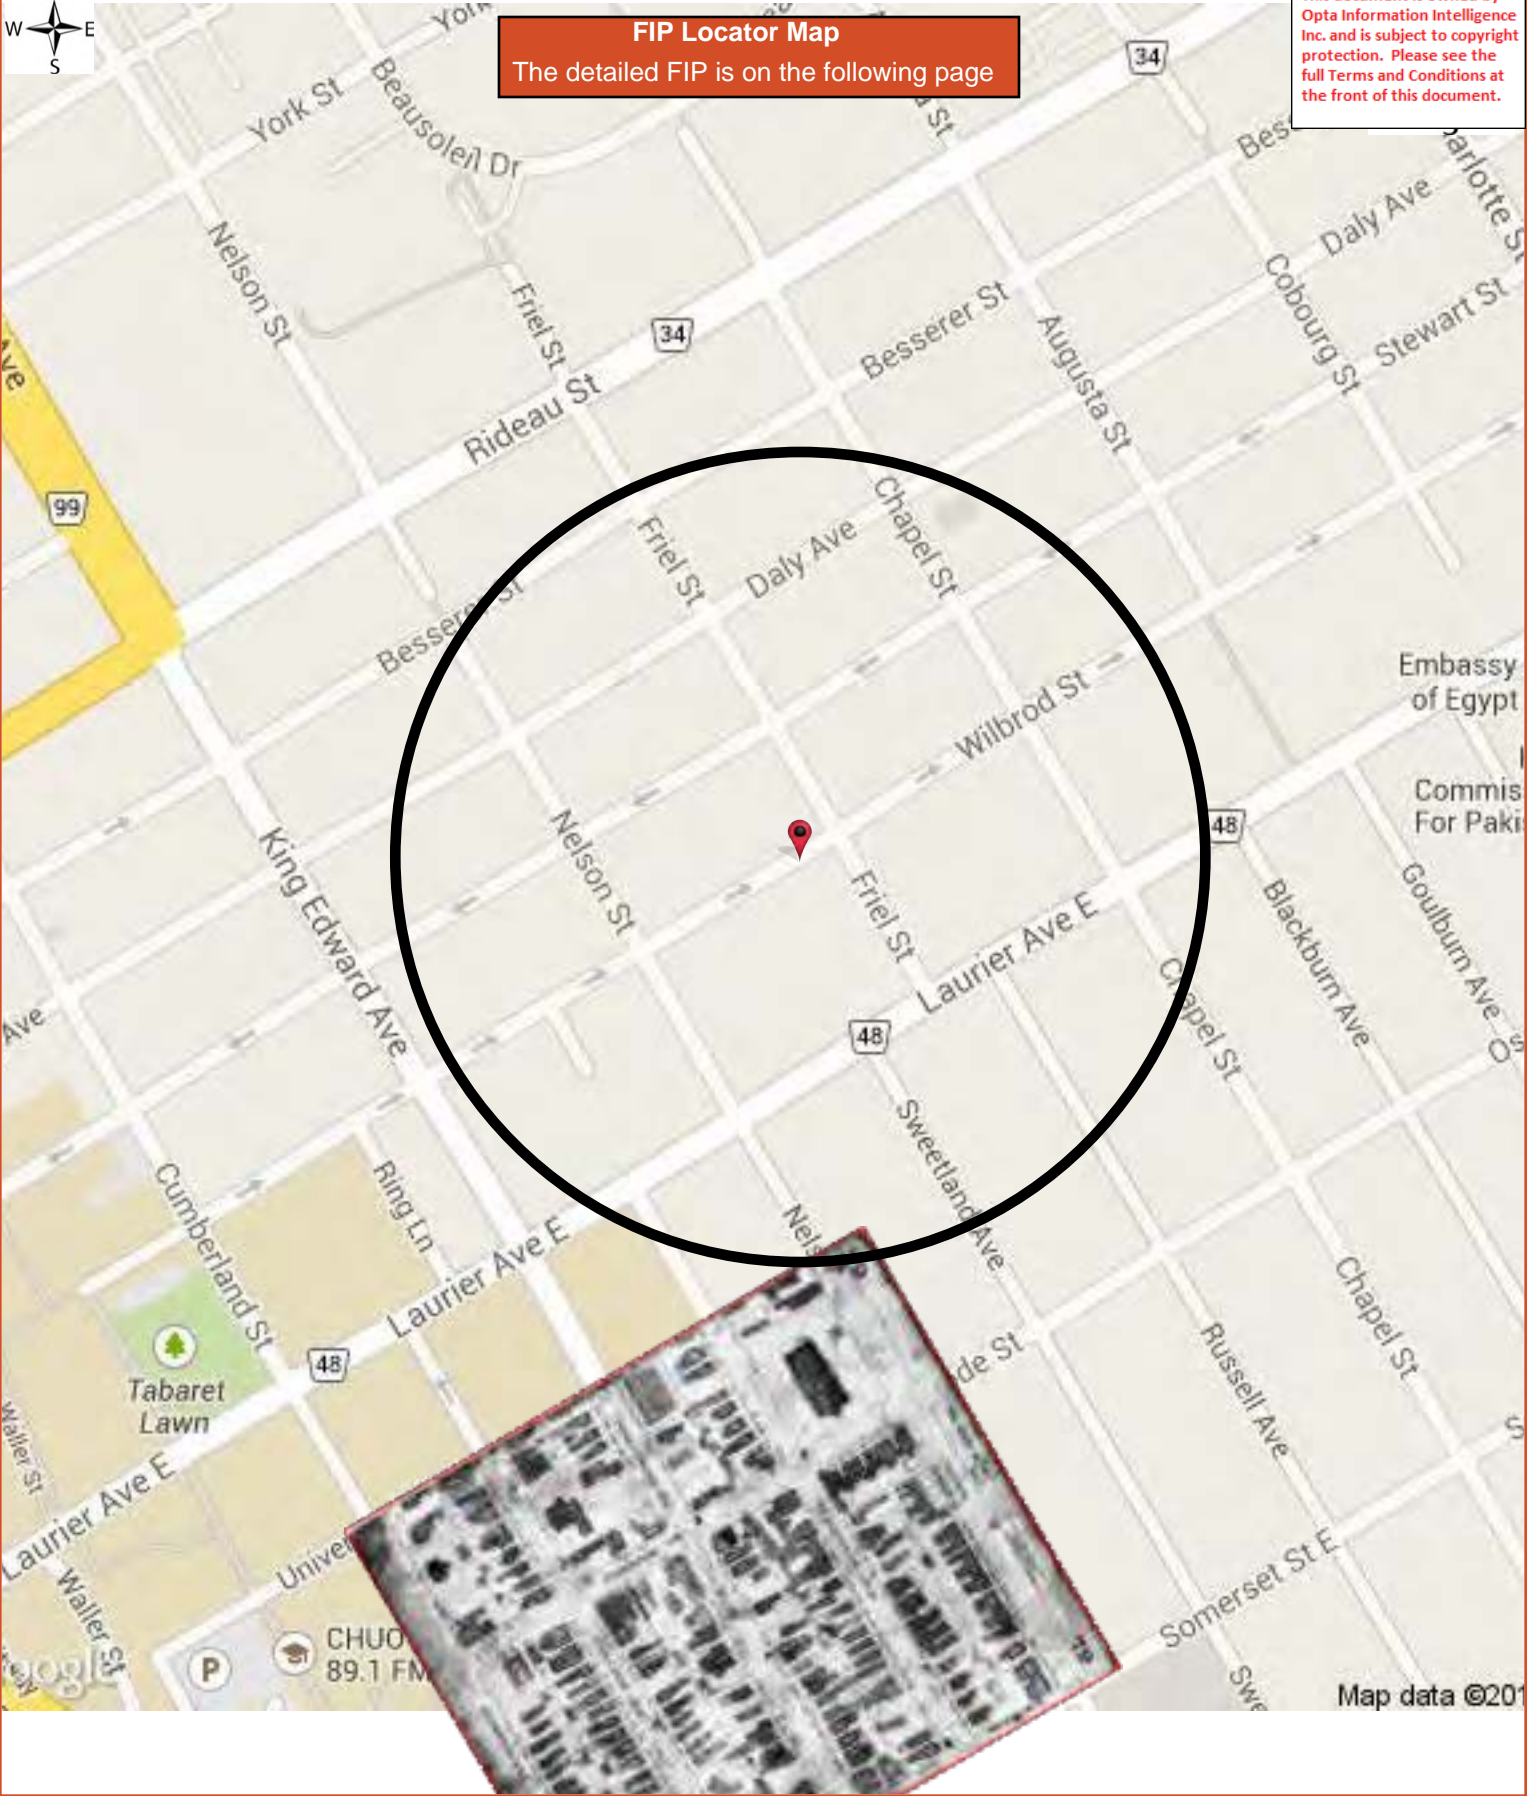 W E
S
FIP Locator Map
The detailed FIP is on the following page
Opta Information Intelligence
Inc. and is subject to copyright
protection. Please see the
full Terms and Conditions at
the front of this document.
34
York St
Beausoleil Dr
Daly Ave
Nelson St
Friel St
34
Besserer St
Cobourg St
Stewart St
Augusta St
Rideau St
99
Chapel St
Friel St
Daly Ave
Besserer St
Embassy
of Egypt
Wilbrod St
48
King Edward Ave
Nelson St
Friel St
Laurier Ave E
Blackburn Ave
Goulburn Ave
Chapel St
Ave
48
Sweetland Ave
Cumberland St
Ring Ln
Laurier Ave E
Chapel St
48
Tabaret
Lawn
Russell Ave
Waller St
Laurier Ave E
Waller St
Somerset St E
CHUO
89.1 FM
P
Map data ©201